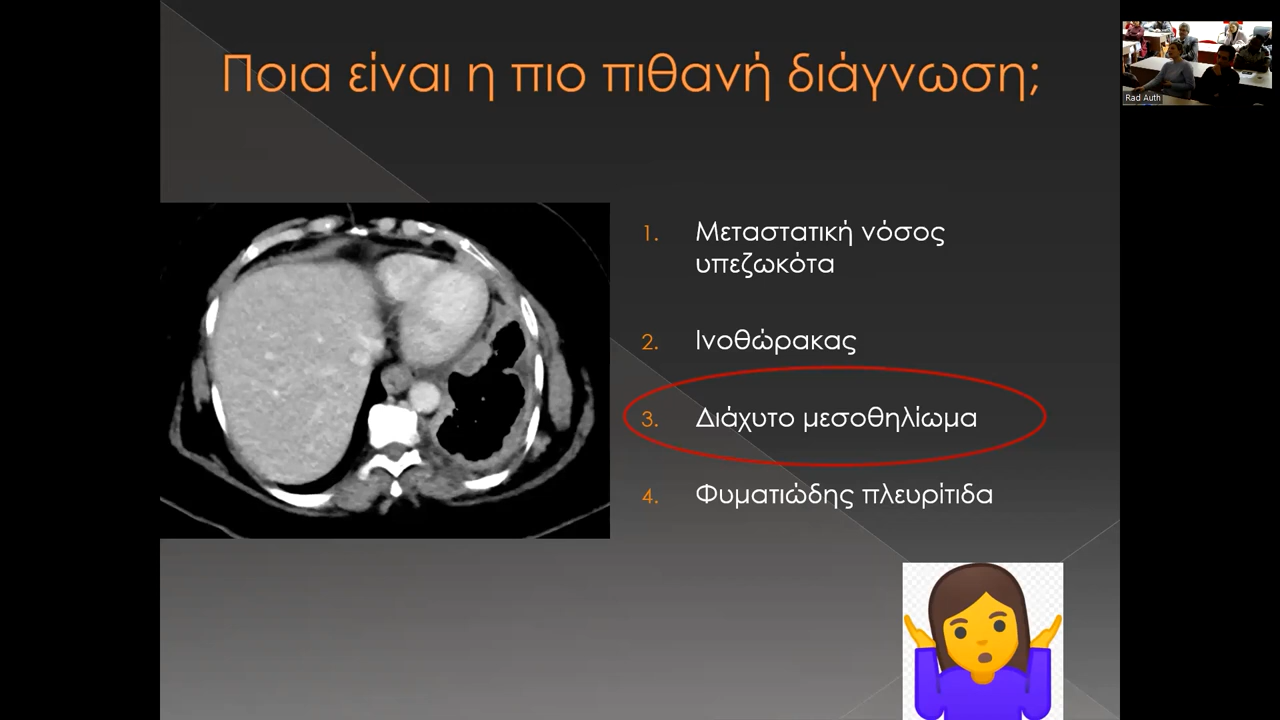 Ποια είναι η πιο πιθανή διάγνωση;
Rad Auth
1. Μεταστατική νόσος
υπεζωκότα
2. Ινοθώρακας
3. Διάχυτο μεσοθηλίωμα
4. Φυματιώδης πλευρίτιδα